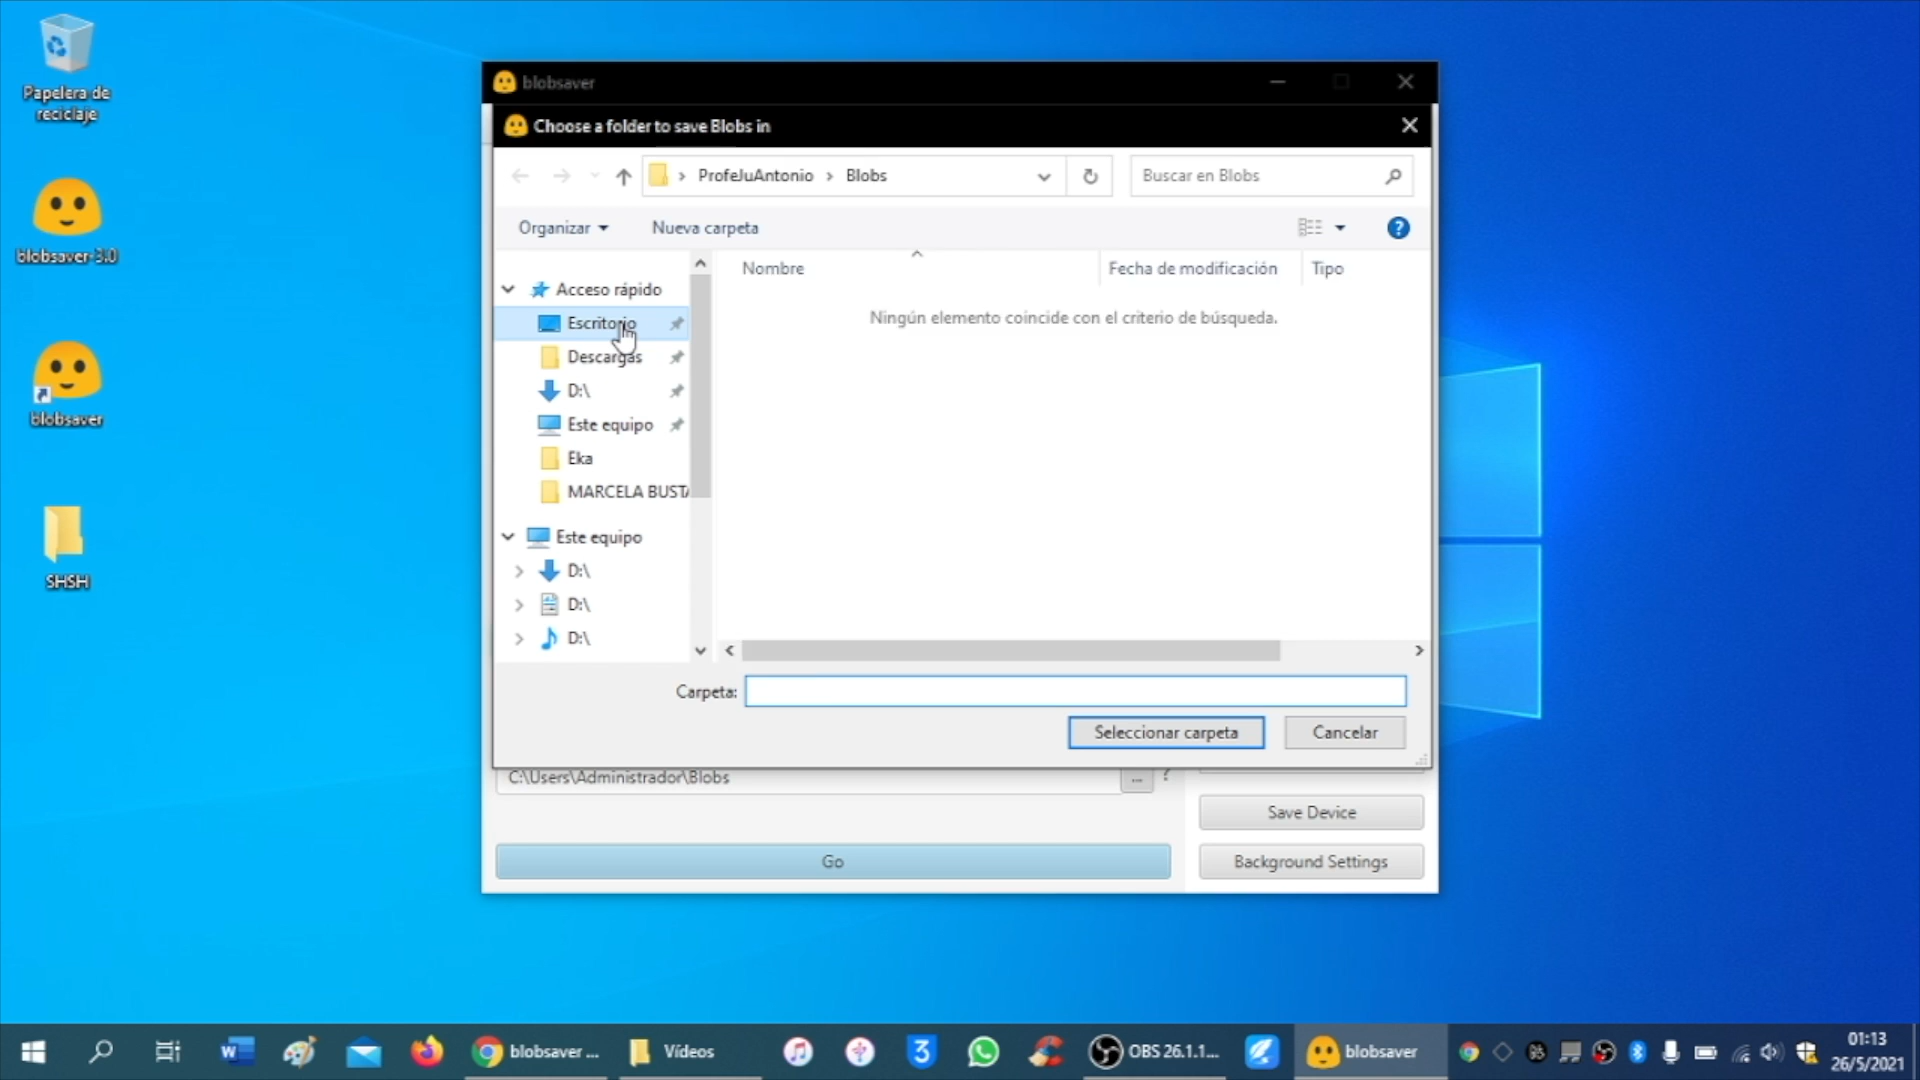 Papelera de
reciclaje
blobsaver-3.0
blobsaver
SHSH
blobsaver
Choose a folder to save Blobs in
ProfeJuAntonio > Blobs
Buscar en Blobs
Organizar
Nueva carpeta
Nombre
Fecha de modificación
Tipo
Ningún elemento coincide con el criterio de búsqueda.
Acceso rápido
Escritorio
Descargas
D:\
Este equipo
Eka
MARCELA BUSTA
Este equipo
D:\
D:\
D:\
Carpeta:
Seleccionar carpeta
Cancelar
C:\Users\Administrador\Blobs
... ?
Save Device
Go
Background Settings
blobsaver ...
Vídeos
OBS 26.1.1...
blobsaver
01:13
26/5/2021